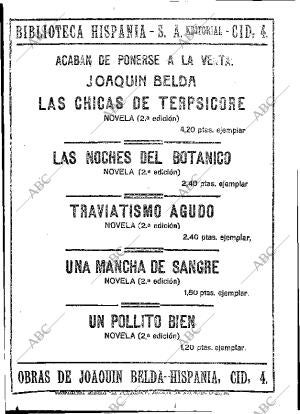 BIBLIOTECA HISPANIA - S. A. EDITORIAL - CID, 4.
ACABAN DE PONERSE A LA VENTA:
JOAQUIN BELDA
LAS CHICAS DE TERPSICORE
NOVELA (2.ª edición)
4,20 ptas. ejemplar
LAS NOCHES DEL BOTANICO
NOVELA (2.ª edición)
2,40 ptas. ejemplar
TRAVIATISMO AGUDO
NOVELA (2.ª edición)
2,40 ptas. ejemplar,
UNA MANCHA DE SANGRE
NOVELA (2.ª edición)
1,80 ptas. ejemplar
UN POLLITO BIEN
NOVELA (2.ª edición)
1,20 ptas. ejemplar
OBRAS DE JOAQUIN BELDA-HISPANIA, CID, 4.